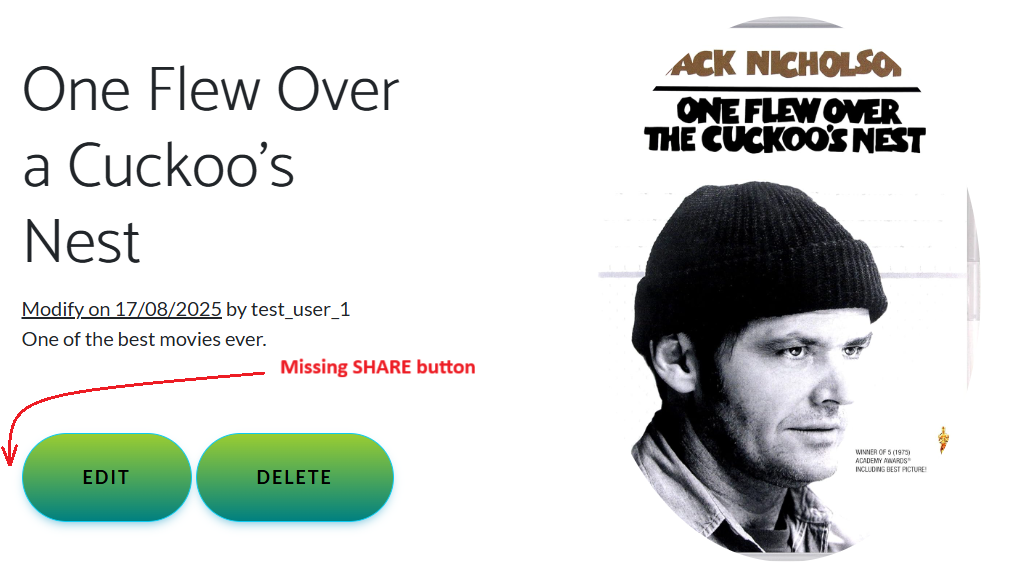 One Flew Over
a Cuckoo's
Nest
Modify on 17/08/2025 by test_user_1
One of the best movies ever.
Missing SHARE button
EDIT
DELETE
ACK NICHOLSON
ONE FLEW OVER
THE CUCKOO'S NEST
WINNER OF 5 (1975)
ACADEMY AWARDS®
INCLUDING BEST PICTURE!